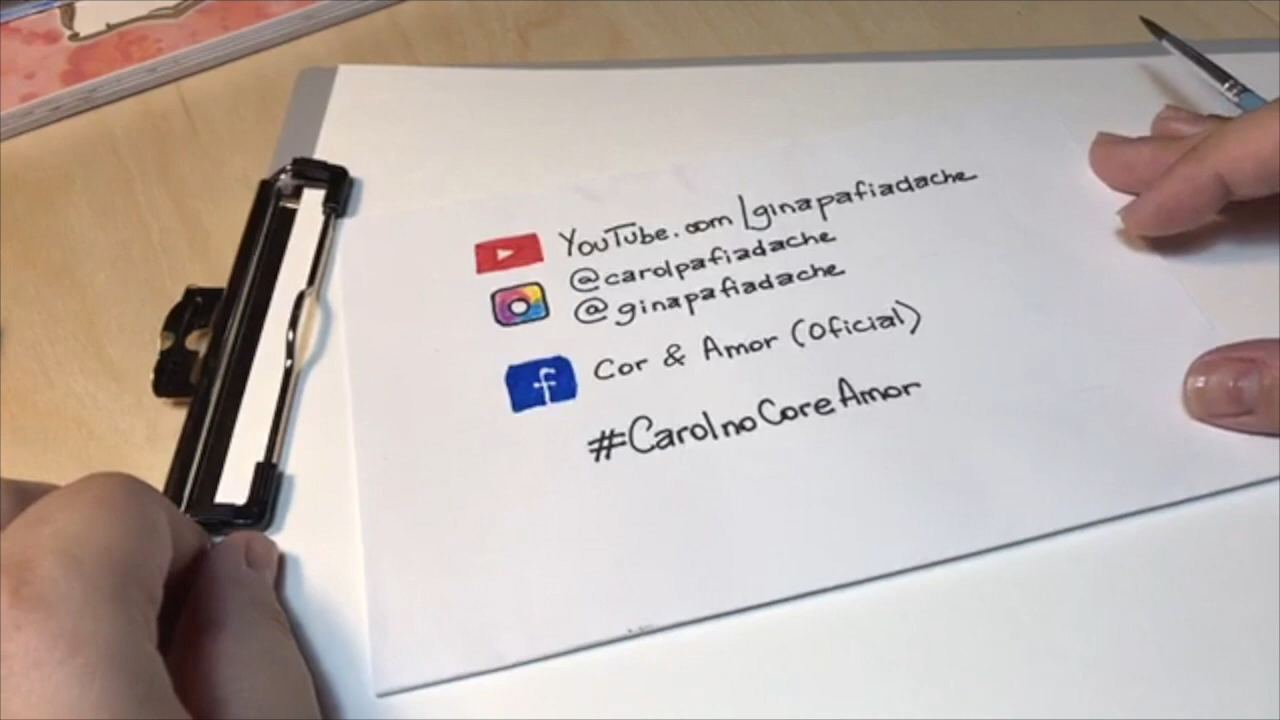 YouTube.com/ginapafiadache
@carolpafiadache
@ginapafiadache
f Cor & Amor (Oficial)
#CarolnoCoreAmor